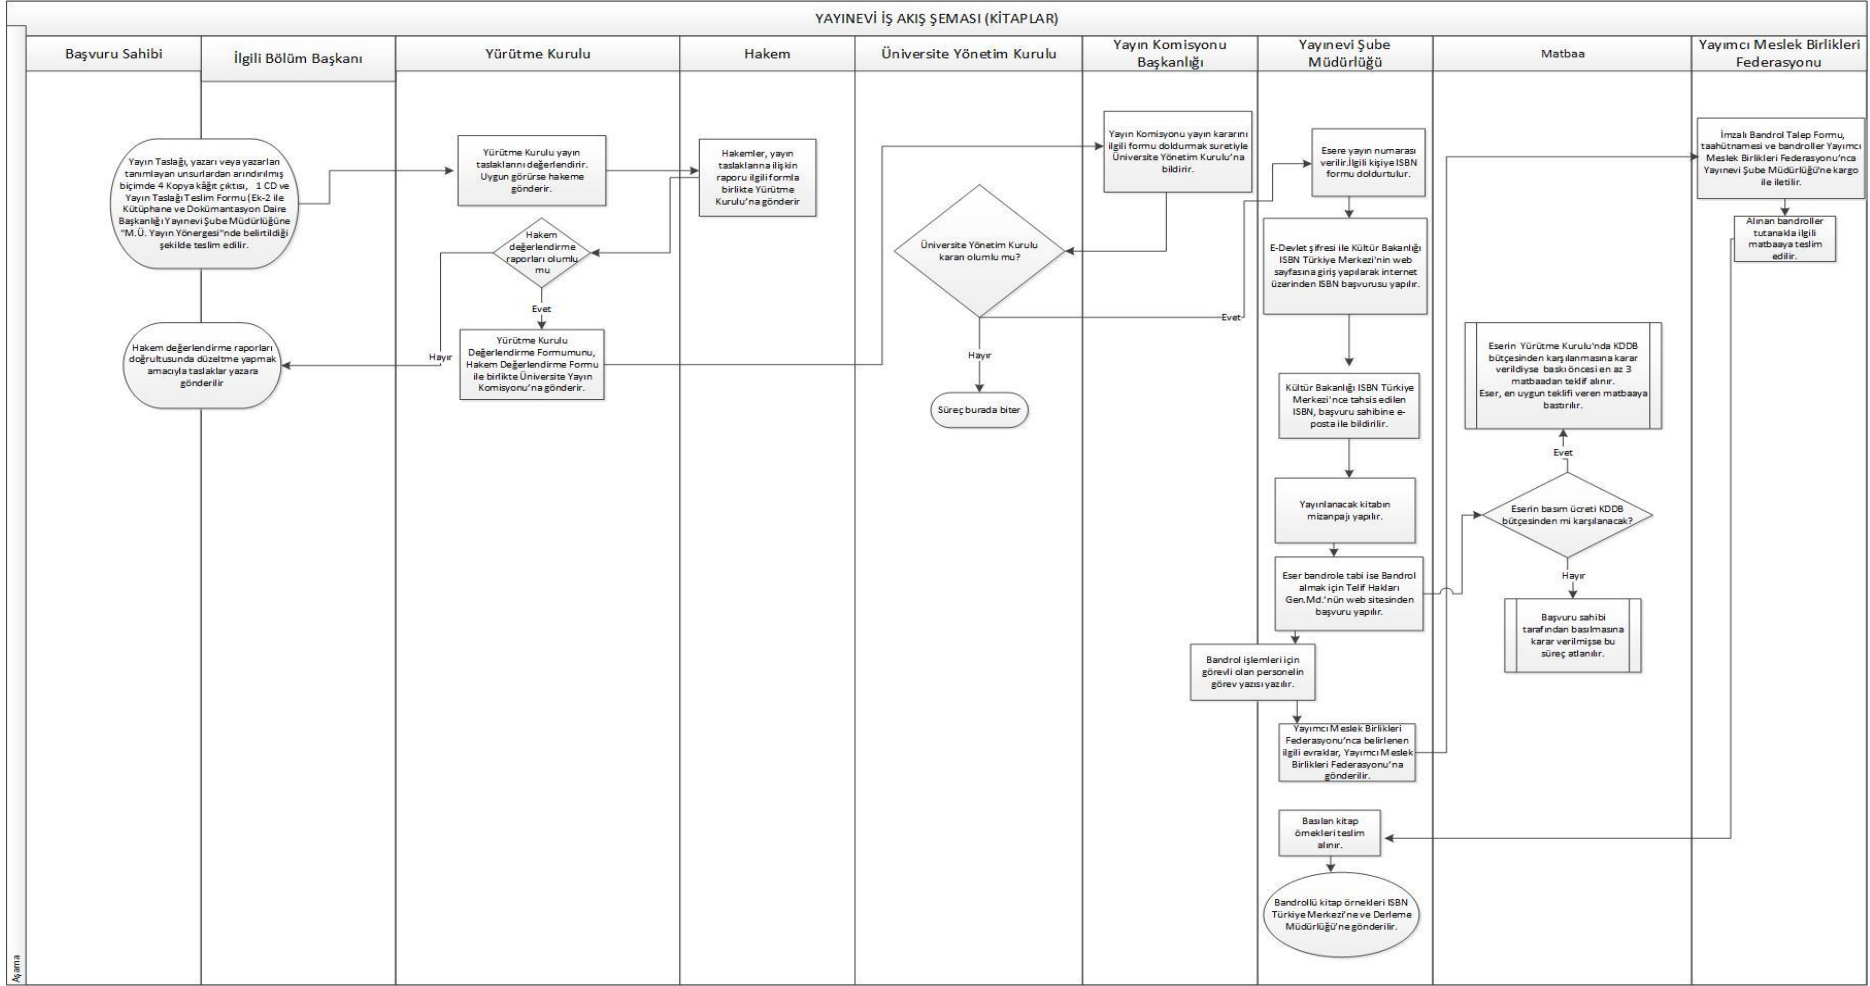 YAYINEVİ İŞ AKIŞ ŞEMASI (KİTAPLAR)
Başvuru Sahibi
İlgili Bölüm Başkanı
Yürütme Kurulu
Hakem
Üniversite Yönetim Kurulu
Yayın Komisyonu
Başkanlığı
Yayınevi Şube
Müdürlüğü
Matbaa
Yayımcı Meslek Birlikleri
Federasyonu
Yayın Taslağı, yazarı veya yazarları
tanımlayan unsurlardan arındırılmış
biçimde 4 Kopya kâğıt çıktısı, 1 CD ve
Yayın Taslağı Teslim Formu (Ek-2 ile
Kütüphane ve Dokümantasyon Daire
Başkanlığı Yayınevi Şube Müdürlüğüne
"M.Ü. Yayın Yönergesi"nde belirtildiği
şekilde teslim edilir.
Hakem değerlendirme raporları
doğrultusunda düzeltme yapmak
amacıyla taslaklar yazara
gönderilir
Yürütme Kurulu yayın
taslaklarını değerlendirir.
Uygun görürse hakeme
gönderir.
Hakem
değerlendirme
raporları olumlu
mu
Evet
Hayır
Yürütme Kurulu
Değerlendirme Formumunu,
Hakem Değerlendirme Formu
ile birlikte Üniversite Yayın
Komisyonu'na gönderir.
Hakemler, yayın
taslaklarına ilişkin
raporu ilgili formla
birlikte Yürütme
Kurulu'na gönderir
Üniversite Yönetim Kurulu
kararı olumlu mu?
Evet
Hayır
Süreç burada biter
Yayın Komisyonu yayın kararını
ilgili formu doldurmak suretiyle
Üniversite Yönetim Kurulu'na
bildirir.
Esere yayın numarası
verilir.İlgili kişiye ISBN
formu doldurtulur.
E-Devlet şifresi ile Kültür Bakanlığı
ISBN Türkiye Merkezi'nin web
sayfasına giriş yapılarak internet
üzerinden ISBN başvurusu yapılır.
Kültür Bakanlığı ISBN Türkiye
Merkezi'nce tahsis edilen
ISBN, başvuru sahibine e-
posta ile bildirilir.
Yayınlanacak kitabın
mizanpajı yapılır.
Eser bandrole tabi ise Bandrol
almak için Telif Hakları
Gen.Md.'nün web sitesinden
başvuru yapılır.
Bandrol işlemleri için
görevli olan personelin
görev yazısı yazılır.
Yayımcı Meslek Birlikleri
Federasyonu'nca belirlenen
ilgili evraklar, Yayımcı Meslek
Birlikleri Federasyonu'na
gönderilir.
Basılan kitap
örnekleri teslim
alınır.
Bandrollü kitap örnekleri ISBN
Türkiye Merkezi'ne ve Derleme
Müdürlüğü'ne gönderilir.
Eserin Yürütme Kurulu'nda KDDB
bütçesinden karşılanmasına karar
verildiyse baskı öncesi en az 3
matbaadan teklif alınır.
Eser, en uygun teklifi veren matbaaya
bastırılır.
Evet
Eserin basım ücreti KDDB
bütçesinden mi karşılanacak?
Hayır
Başvuru sahibi
tarafından basılmasına
karar verilmişse bu
süreç atlanılır.
İmzalı Bandrol Talep Formu,
taahütnamesi ve bandroller Yayımcı
Meslek Birlikleri Federasyonu'nca
Yayınevi Şube Müdürlüğü'ne kargo
ile iletilir.
Alınan bandroller
tutanakla ilgili
matbaaya teslim
edilir.
Aşama